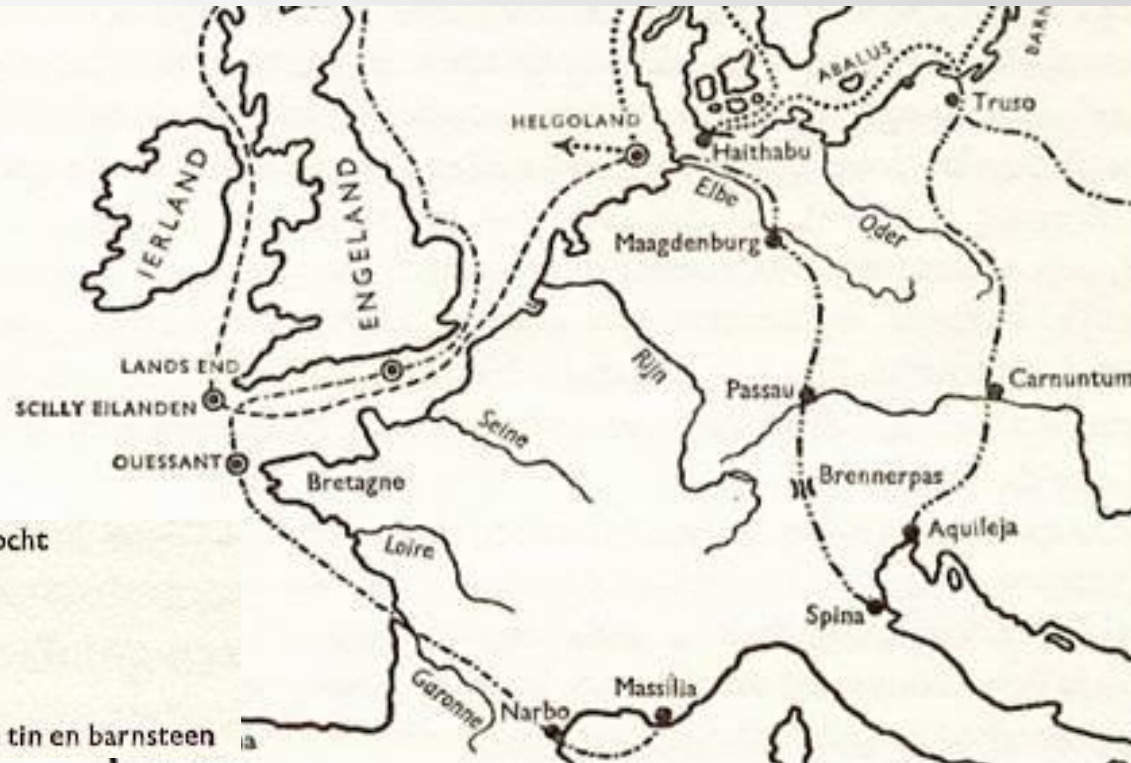 ABALUS
BARN
Truso
HELGOLAND
Haithabu
IERLAND
ENGELAND
Elbe
Oder
Maagdenburg
LANDS END
SCILLY EILANDEN
Rijn
Passau
Carnuntum
Seine
OUESSANT
Bretagne
Brennerpas
ocht
Loire
Aquileja
Spina
Garonne
Massilia
Narbo
tin en barnsteen
a